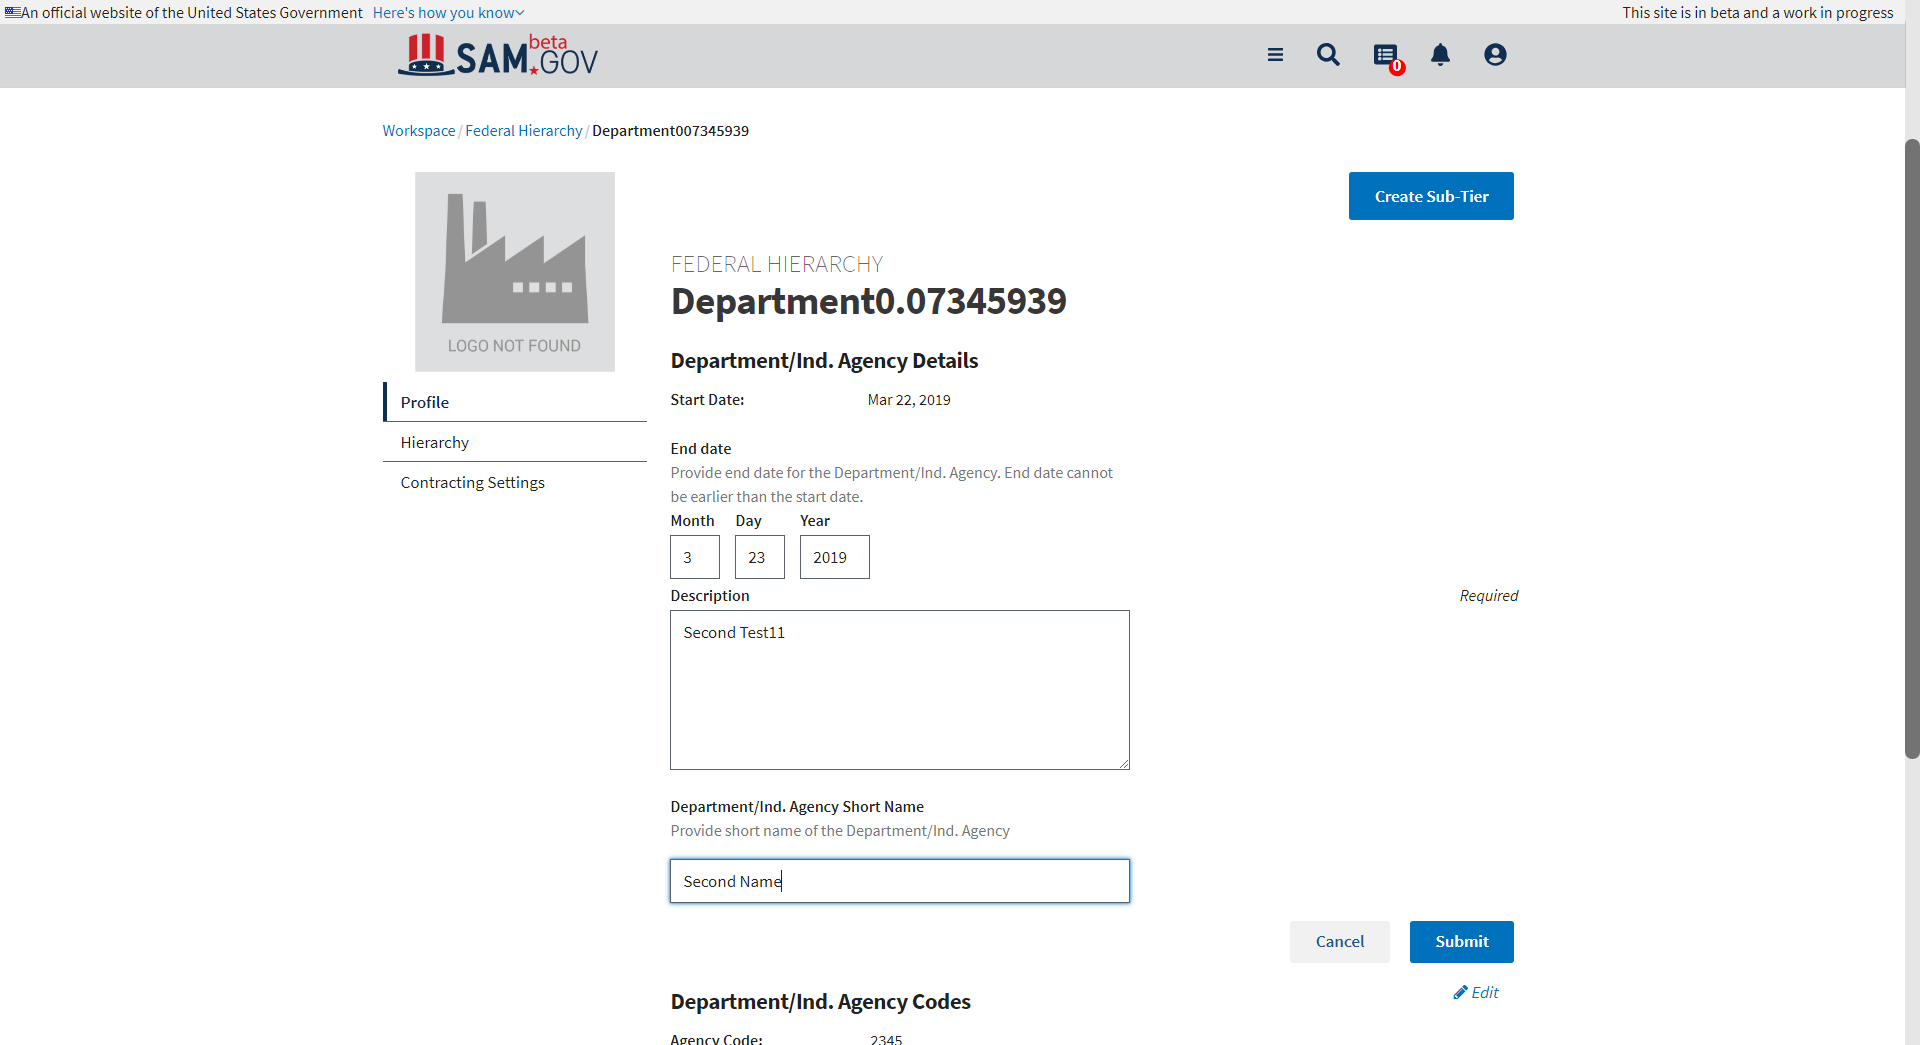 An official website of the United States Government Here's how you know
This site is in beta and a work in progress
SAM.GOV beta
0
Workspace / Federal Hierarchy / Department007345939
LOGO NOT FOUND
Create Sub-Tier
FEDERAL HIERARCHY
Department0.07345939
Profile
Hierarchy
Contracting Settings
Department/Ind. Agency Details
Start Date: Mar 22, 2019
End date
Provide end date for the Department/Ind. Agency. End date cannot
be earlier than the start date.
Month Day Year
3 23 2019
Description Required
Second Test11
Department/Ind. Agency Short Name
Provide short name of the Department/Ind. Agency
Second Name
Cancel Submit
Edit
Department/Ind. Agency Codes
Agency Code: 2345